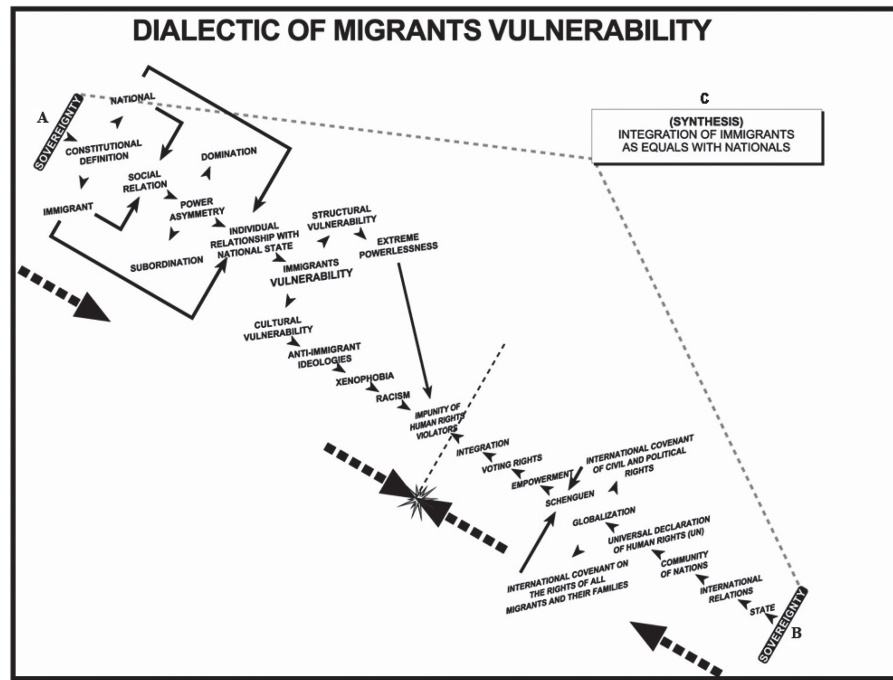 DIALECTIC OF MIGRANTS VULNERABILITY
A
SOVEREIGNTY
NATIONAL
CONSTITUTIONAL
DEFINITION
IMMIGRANT
SOCIAL
RELATION
DOMINATION
POWER
ASYMMETRY
SUBORDINATION
INDIVIDUAL
RELATIONSHIP WITH
NATIONAL STATE
STRUCTURAL
VULNERABILITY
EXTREME
POWERLESSNESS
IMMIGRANTS
VULNERABILITY
CULTURAL
VULNERABILITY
ANTI-IMMIGRANT
IDEOLOGIES
XENOPHOBIA
RACISM
IMPUNITY OF
HUMAN RIGHTS
VIOLATORS
C
(SYNTHESIS)
INTEGRATION OF IMMIGRANTS
AS EQUALS WITH NATIONALS
INTEGRATION
VOTING RIGHTS
EMPOWERMENT
SCHENGUEN
INTERNATIONAL COVENANT
OF CIVIL AND POLITICAL
RIGHTS
GLOBALIZATION
UNIVERSAL DECLARATION
OF HUMAN RIGHTS (UN)
INTERNATIONAL COVENANT ON
THE RIGHTS OF ALL
MIGRANTS AND THEIR FAMILIES
COMMUNITY
OF NATIONS
INTERNATIONAL
RELATIONS
STATE
SOVEREIGNTY
B